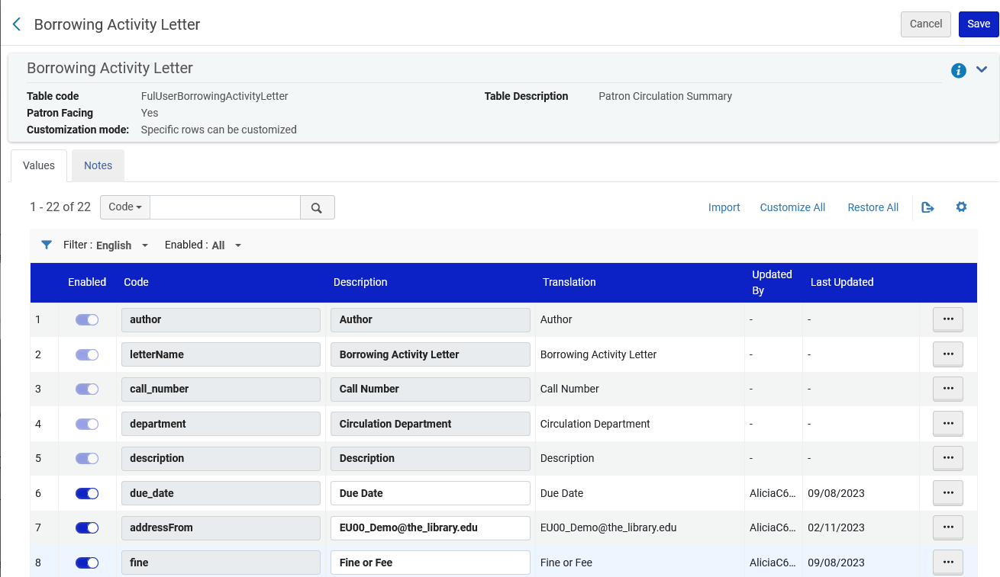 Borrowing Activity Letter
Cancel Save
Borrowing Activity Letter
Table code FulUserBorrowingActivityLetter Table Description Patron Circulation Summary
Patron Facing Yes
Customization mode: Specific rows can be customized
Values Notes
1 - 22 of 22 Code Import Customize All Restore All
Filter : English Enabled : All
Enabled Code Description Translation Updated By Last Updated
1 author Author Author - -
2 letterName Borrowing Activity Letter Borrowing Activity Letter - -
3 call_number Call Number Call Number - -
4 department Circulation Department Circulation Department - -
5 description Description Description - -
6 due_date Due Date Due Date AliciaC6... 09/08/2023
7 addressFrom EU00_Demo@the_library.edu EU00_Demo@the_library.edu AliciaC6... 02/11/2023
8 fine Fine or Fee Fine or Fee AliciaC6... 09/08/2023